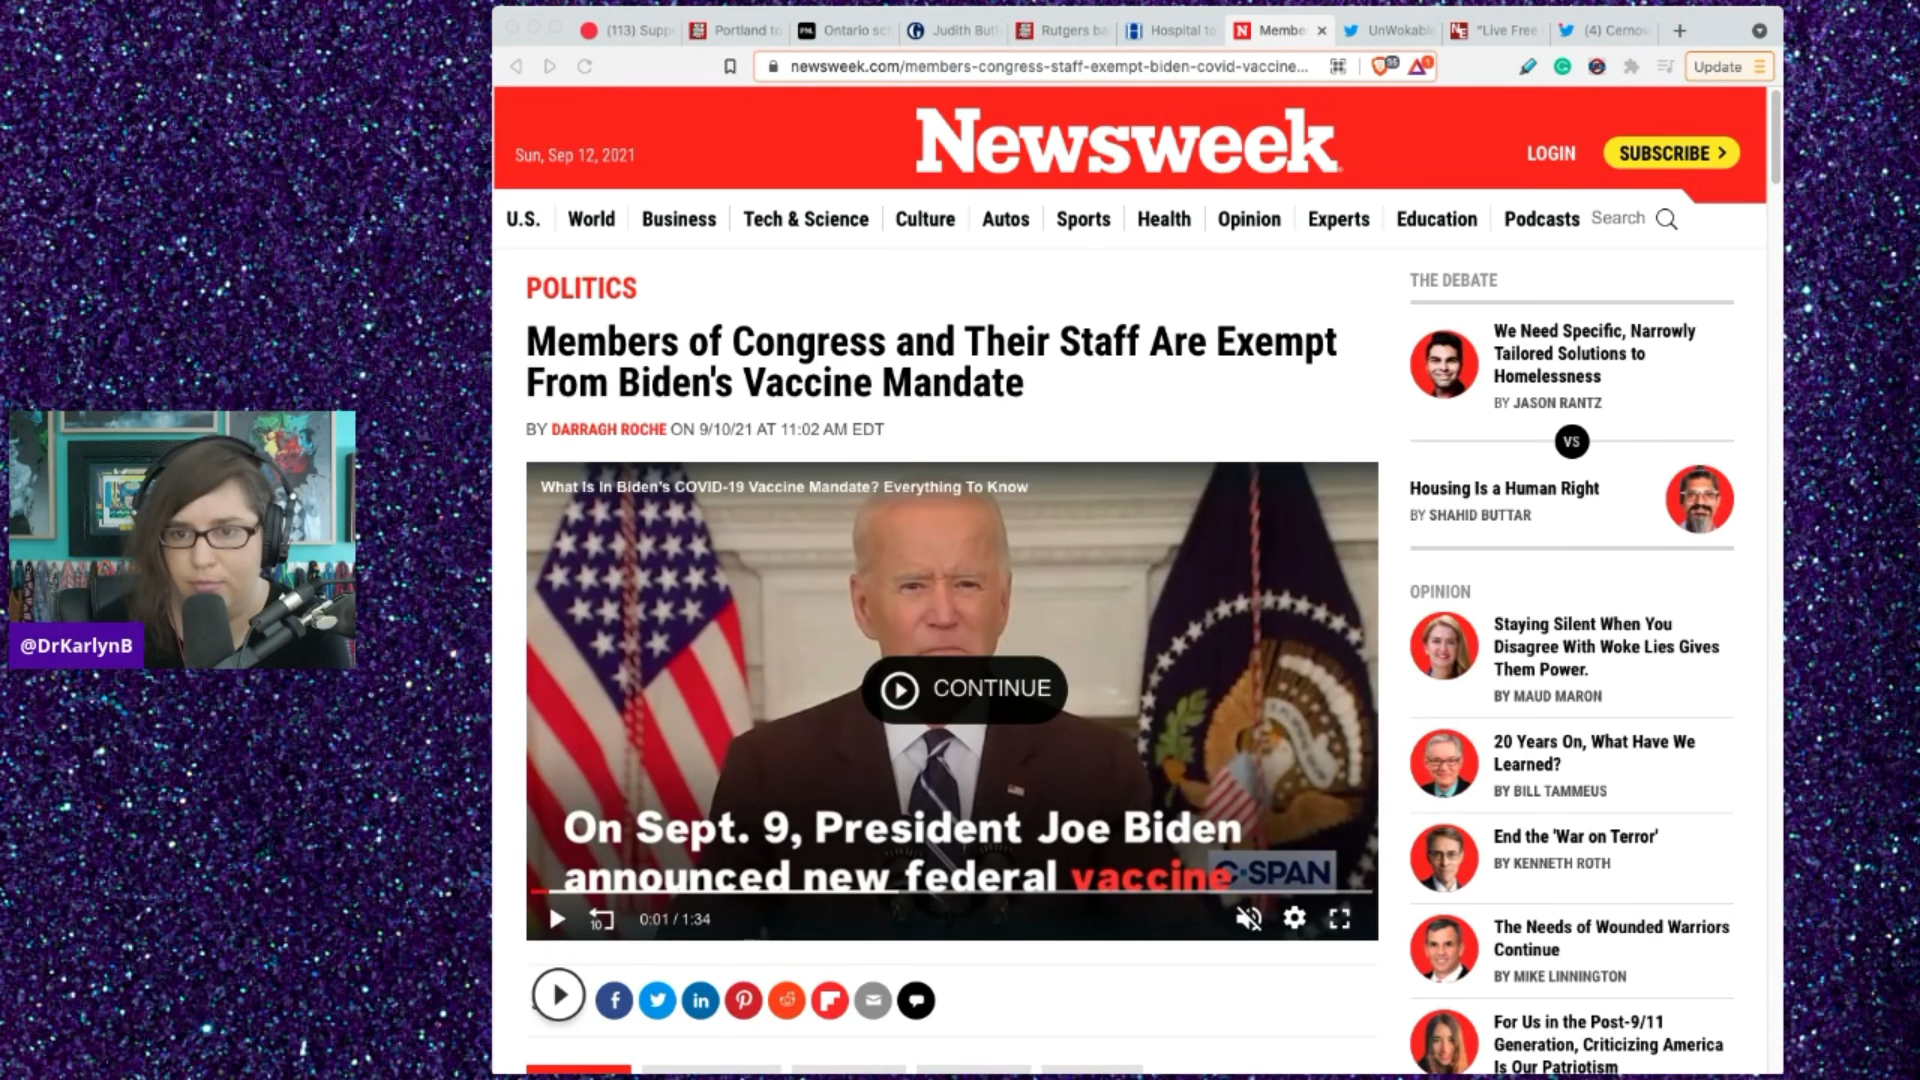 (113) Supp
Portland to
Ontario sch
Judith Butl
Rutgers ba
Hospital to
Membe
UnWokable
"Live Free
(4) Cernov
newsweek.com/members-congress-staff-exempt-biden-covid-vaccine...
Update
Sun, Sep 12, 2021
Newsweek
LOGIN
SUBSCRIBE >
U.S. World Business Tech & Science Culture Autos Sports Health Opinion Experts Education Podcasts Search
POLITICS
Members of Congress and Their Staff Are Exempt
From Biden's Vaccine Mandate
BY DARRAGH ROCHE ON 9/10/21 AT 11:02 AM EDT
What Is In Biden's COVID-19 Vaccine Mandate? Everything To Know
CONTINUE
On Sept. 9, President Joe Biden
announced new federal vaccine
C-SPAN
10
0:01 / 1:34
@DrKarlynB
THE DEBATE
We Need Specific, Narrowly
Tailored Solutions to
Homelessness
BY JASON RANTZ
VS
Housing Is a Human Right
BY SHAHID BUTTAR
OPINION
Staying Silent When You
Disagree With Woke Lies Gives
Them Power.
BY MAUD MARON
20 Years On, What Have We
Learned?
BY BILL TAMMEUS
End the 'War on Terror'
BY KENNETH ROTH
The Needs of Wounded Warriors
Continue
BY MIKE LINNINGTON
For Us in the Post-9/11
Generation, Criticizing America
Is Our Patriotism